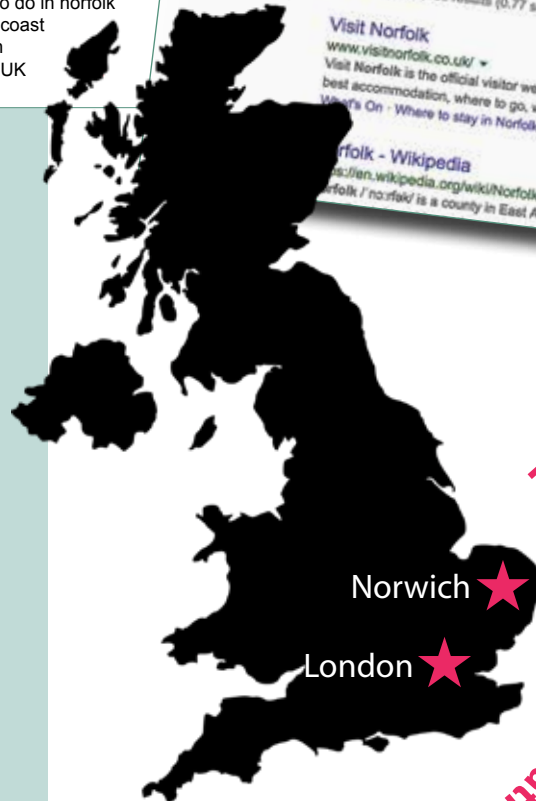 o do in norfolk
coast
UK
(0.77 s
Visit Norfolk
www.visitnorfolk.co.uk/
Visit Norfolk is the official visitor we
best accommodation, where to go, w
What's On · Where to stay in Norfolk
rfolk - Wikipedia
s://en.wikipedia.org/wiki/Norfolk
rfolk /ˈnɔːrfək/ is a county in East A
Norwich
London